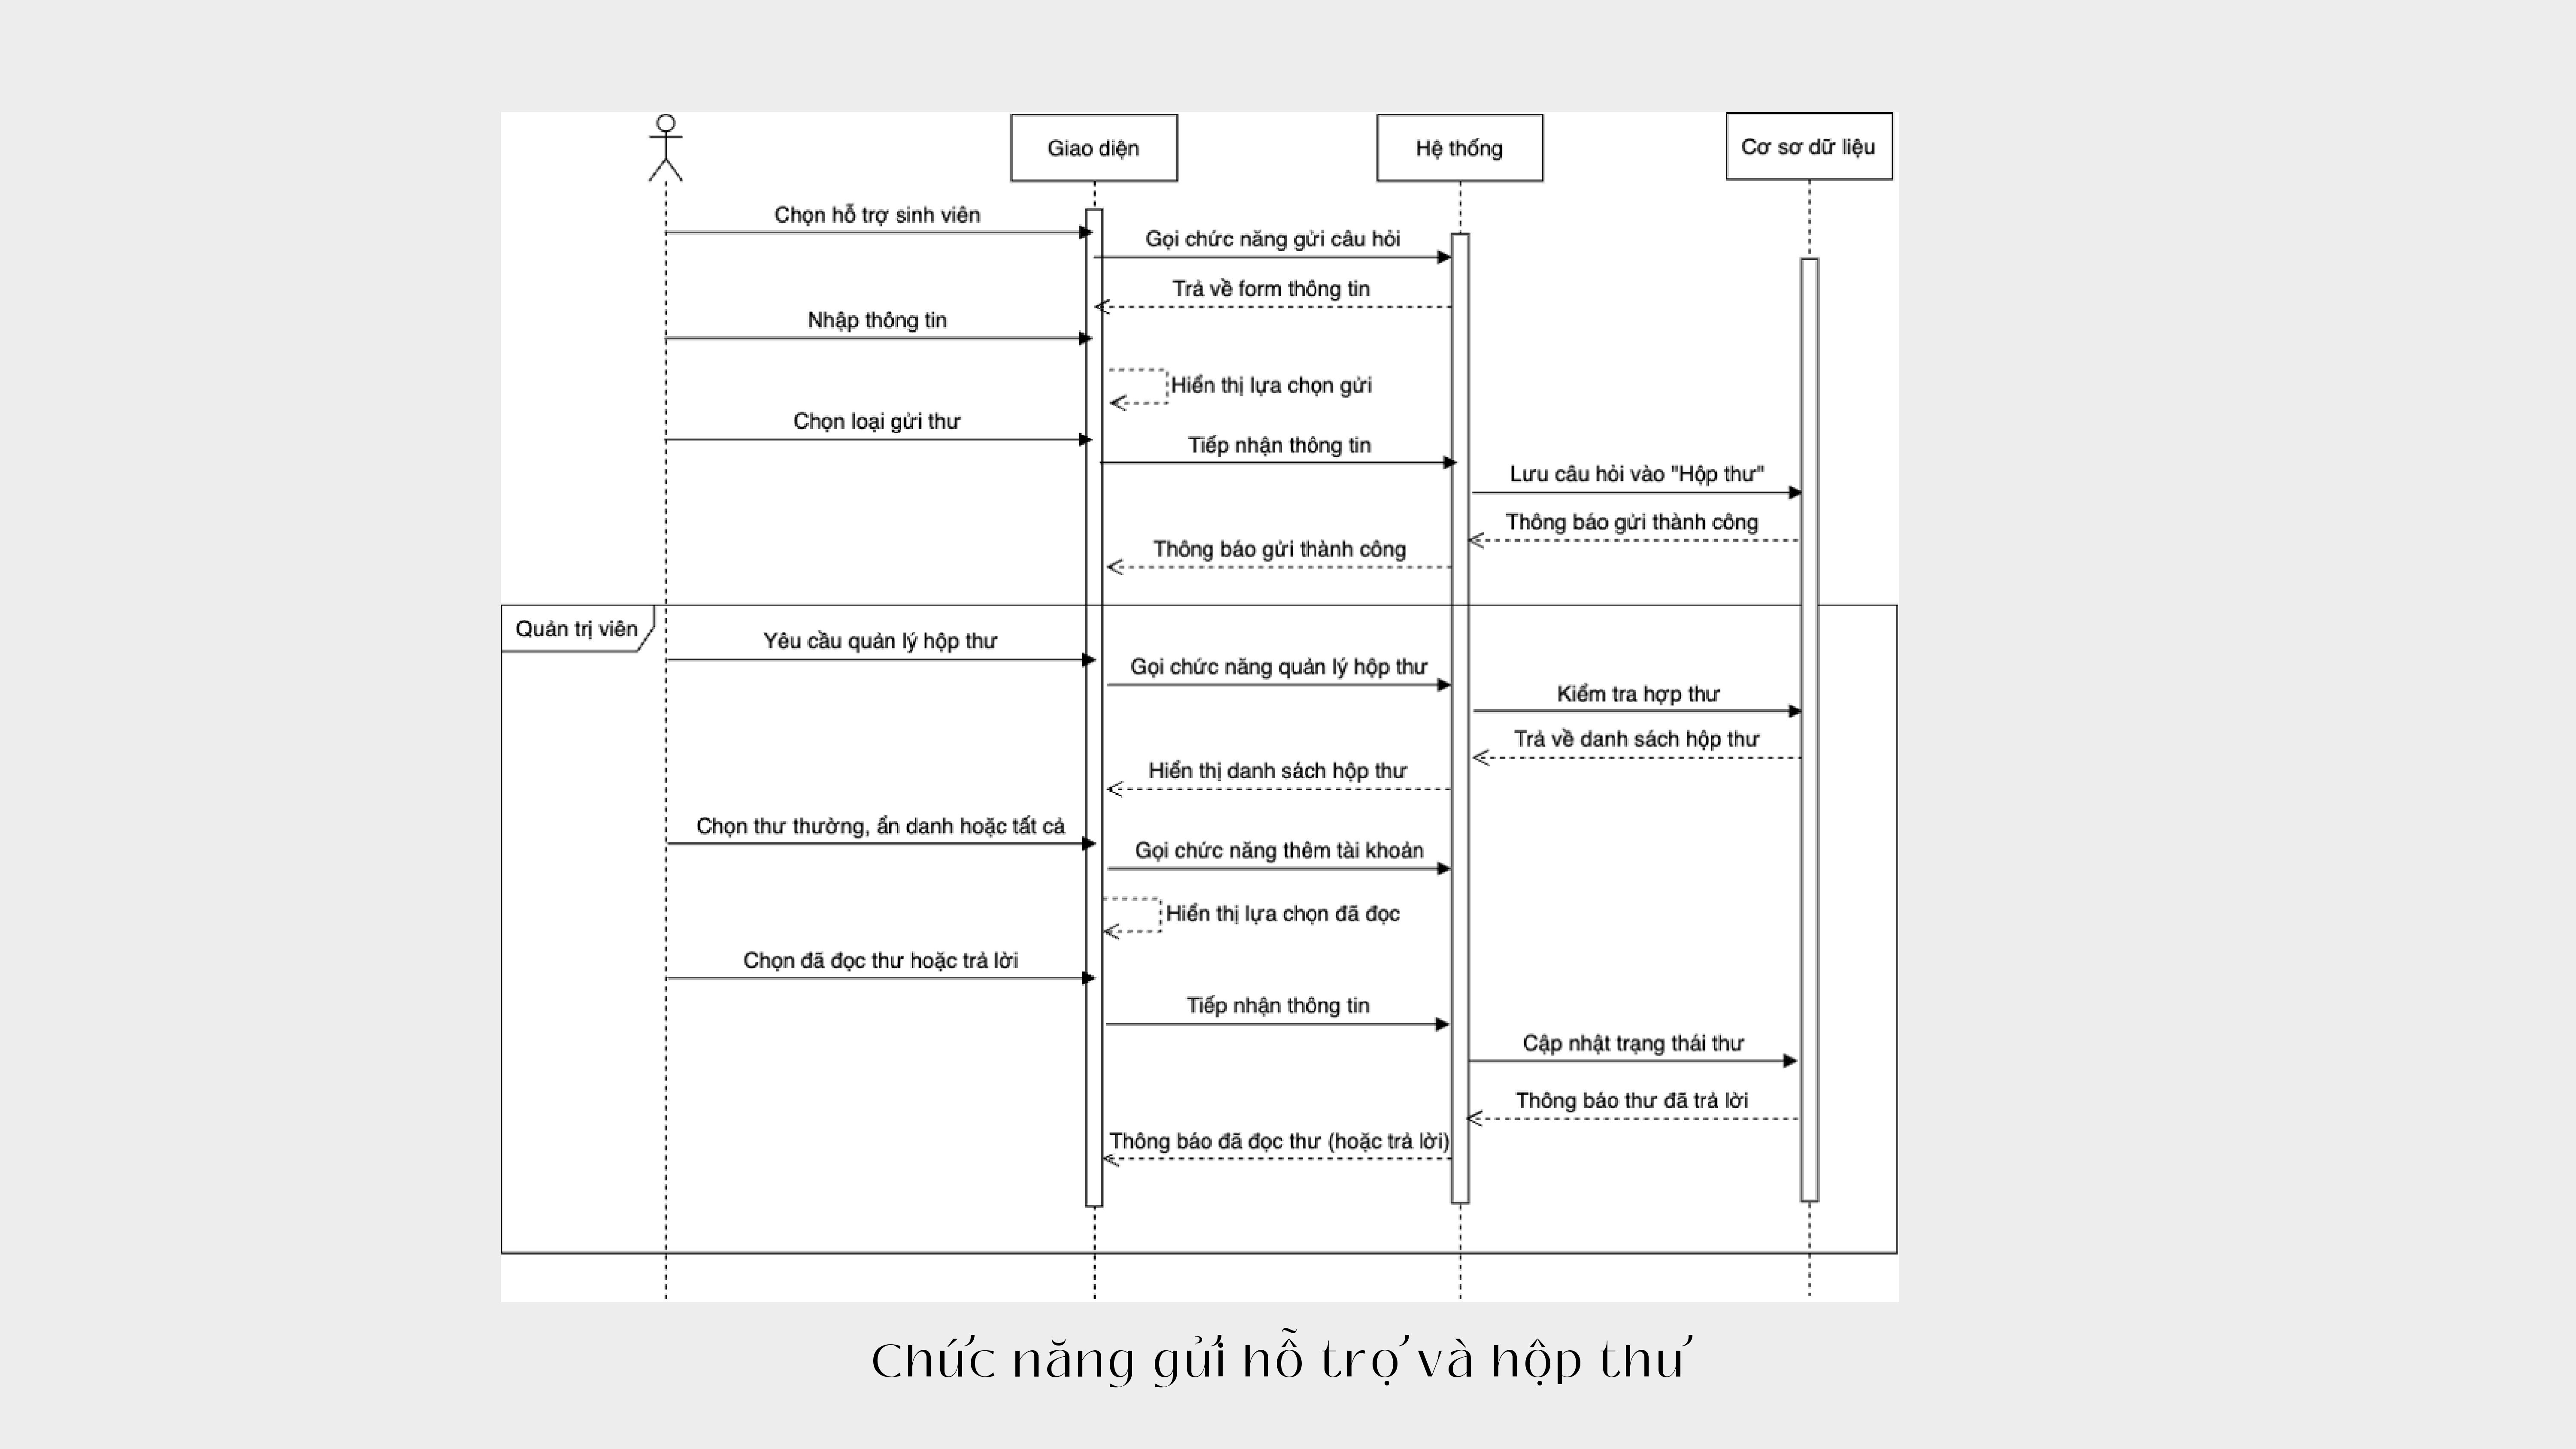 Giao diện
Hệ thống
Cơ sơ dữ liệu
Chọn hỗ trợ sinh viên
Gọi chức năng gửi câu hỏi
Trả về form thông tin
Nhập thông tin
Hiển thị lựa chọn gửi
Chọn loại gửi thư
Tiếp nhận thông tin
Lưu câu hỏi vào "Hộp thư"
Thông báo gửi thành công
Thông báo gửi thành công
Quản trị viên
Yêu cầu quản lý hộp thư
Gọi chức năng quản lý hộp thư
Kiểm tra hợp thư
Trả về danh sách hộp thư
Hiển thị danh sách hộp thư
Chọn thư thường, ẩn danh hoặc tất cả
Gọi chức năng thêm tài khoản
Hiển thị lựa chọn đã đọc
Chọn đã đọc thư hoặc trả lời
Tiếp nhận thông tin
Cập nhật trạng thái thư
Thông báo thư đã trả lời
Thông báo đã đọc thư (hoặc trả lời)
Chức năng gửi hỗ trợ và hộp thư